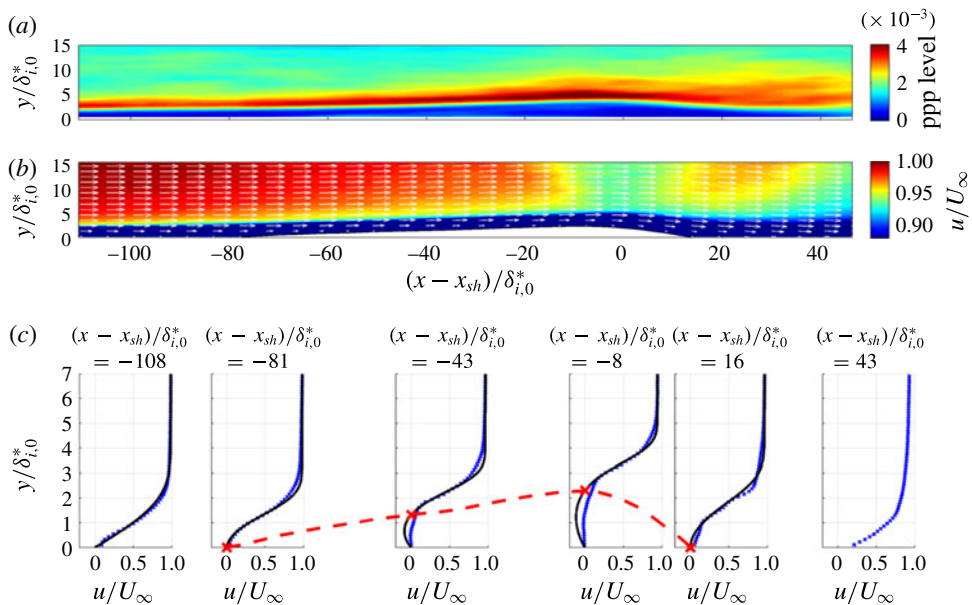 (a)
(× 10⁻³)
15
10
5
0
y/δ*i,0
4
2
0
ppp level
(b)
15
10
5
0
y/δ*i,0
1.00
0.95
0.90
u/U∞
−100 −80 −60 −40 −20 0 20 40
(x − xsh)/δ*i,0
(c)
(x − xsh)/δ*i,0 (x − xsh)/δ*i,0 (x − xsh)/δ*i,0 (x − xsh)/δ*i,0 (x − xsh)/δ*i,0 (x − xsh)/δ*i,0
= −108 = −81 = −43 = −8 = 16 = 43
7
6
5
4
3
2
1
0
y/δ*i,0
0 0.5 1.0 0 0.5 1.0 0 0.5 1.0 0 0.5 1.0 0 0.5 1.0 0 0.5 1.0
u/U∞ u/U∞ u/U∞ u/U∞ u/U∞ u/U∞